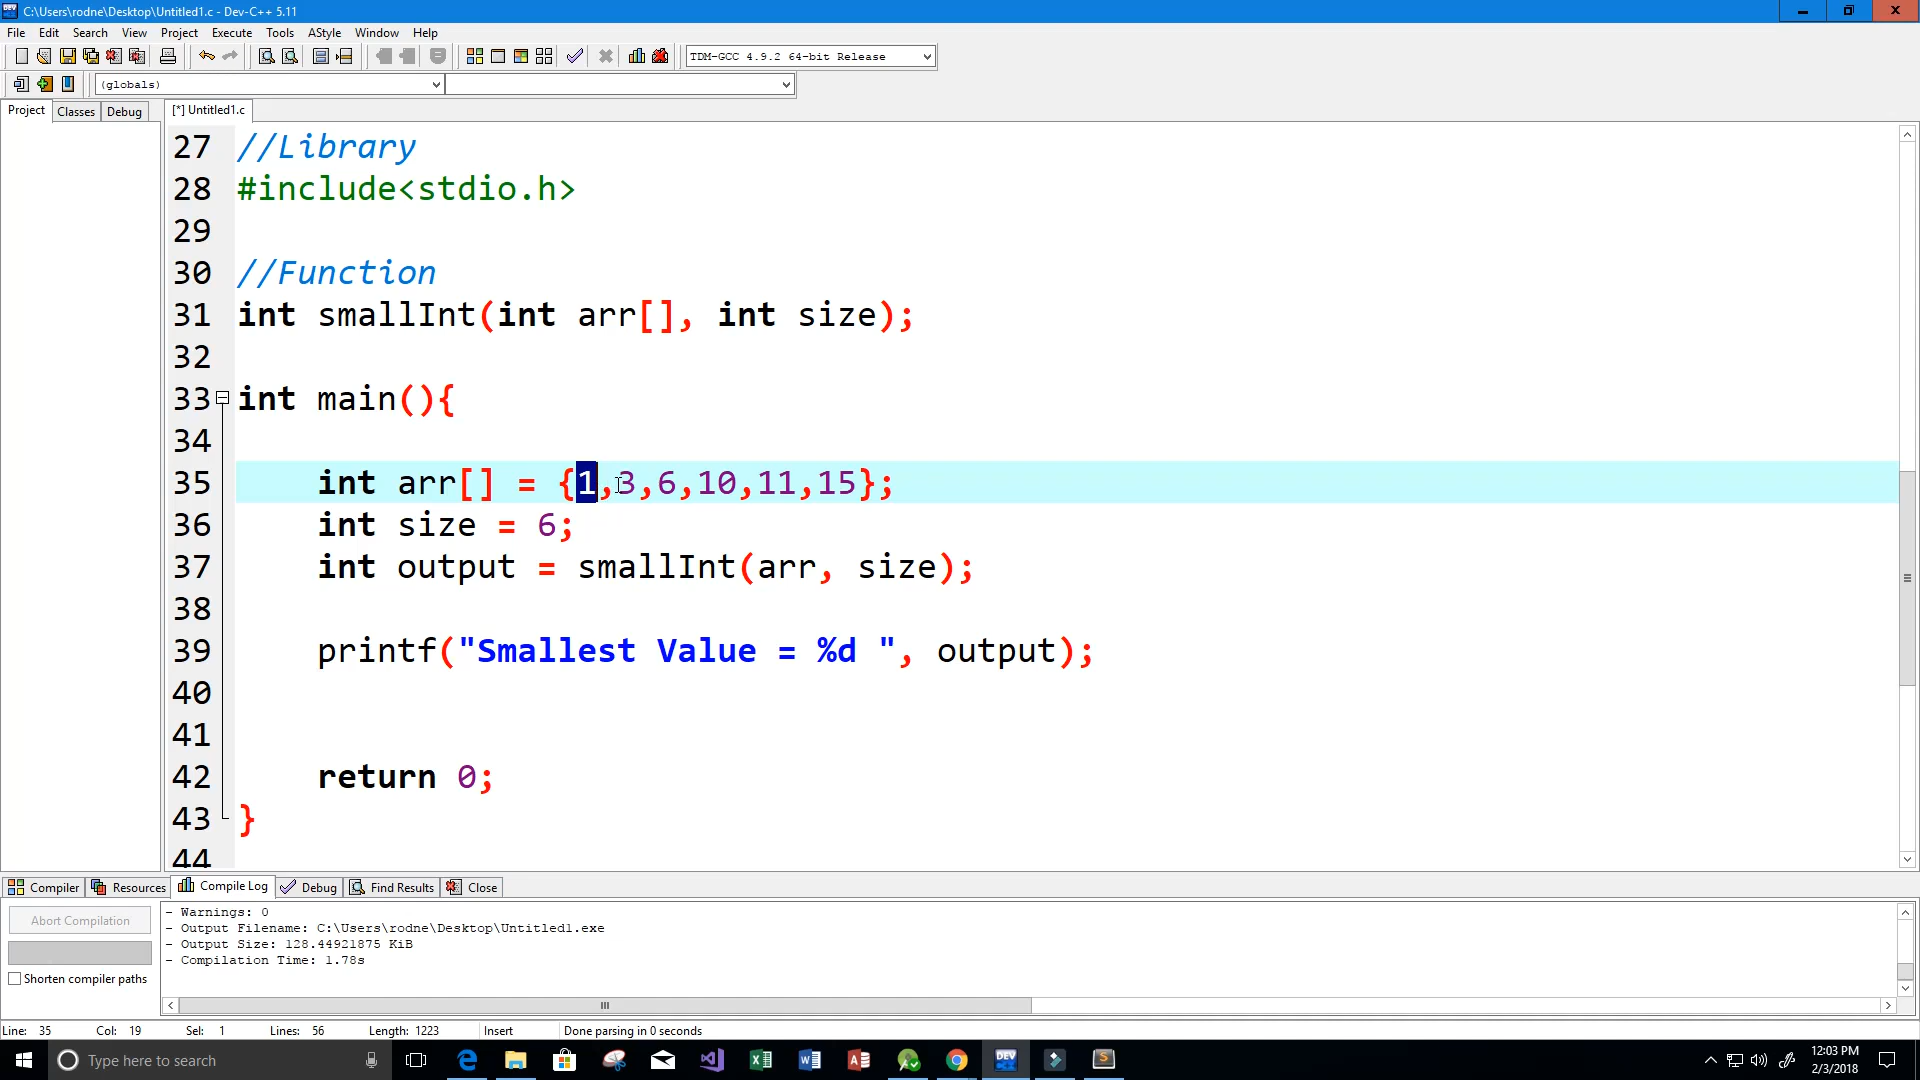 C:\Users\rodne\Desktop\Untitled1.c - Dev-C++ 5.11
File Edit Search View Project Execute Tools AStyle Window Help
TDM-GCC 4.9.2 64-bit Release
(globals)
Project Classes Debug [*] Untitled1.c
27 //Library
28 #include<stdio.h>
29
30 //Function
31 int smallInt(int arr[], int size);
32
33 int main(){
34
35 int arr[] = {1,3,6,10,11,15};
36 int size = 6;
37 int output = smallInt(arr, size);
38
39 printf("Smallest Value = %d ", output);
40
41
42 return 0;
43 }
44
Compiler Resources Compile Log Debug Find Results Close
Abort Compilation
Shorten compiler paths
- Warnings: 0
- Output Filename: C:\Users\rodne\Desktop\Untitled1.exe
- Output Size: 128.44921875 KiB
- Compilation Time: 1.78s
Line: 35 Col: 19 Sel: 1 Lines: 56 Length: 1223 Insert Done parsing in 0 seconds
Type here to search
DEV
12:03 PM
2/3/2018